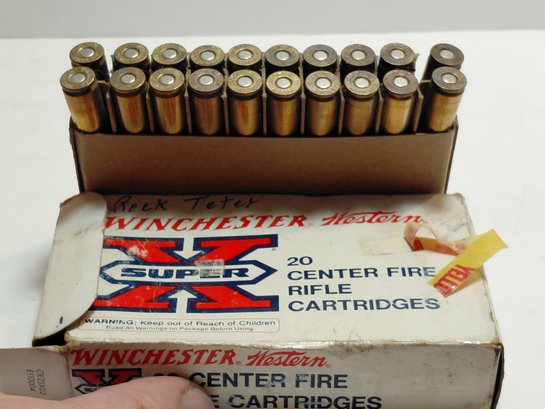 Rock Teter
WINCHESTER Western
X
SUPER
20
CENTER FIRE
RIFLE
CARTRIDGES
WARNING: Keep out of Reach of Children
Read Air Warnings on Package Before Using.
WINCHESTER Western
CENTER FIRE
CARTRIDGES